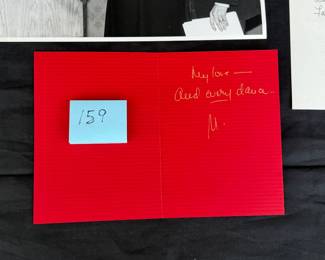 159
My love —
And every dance..
M.